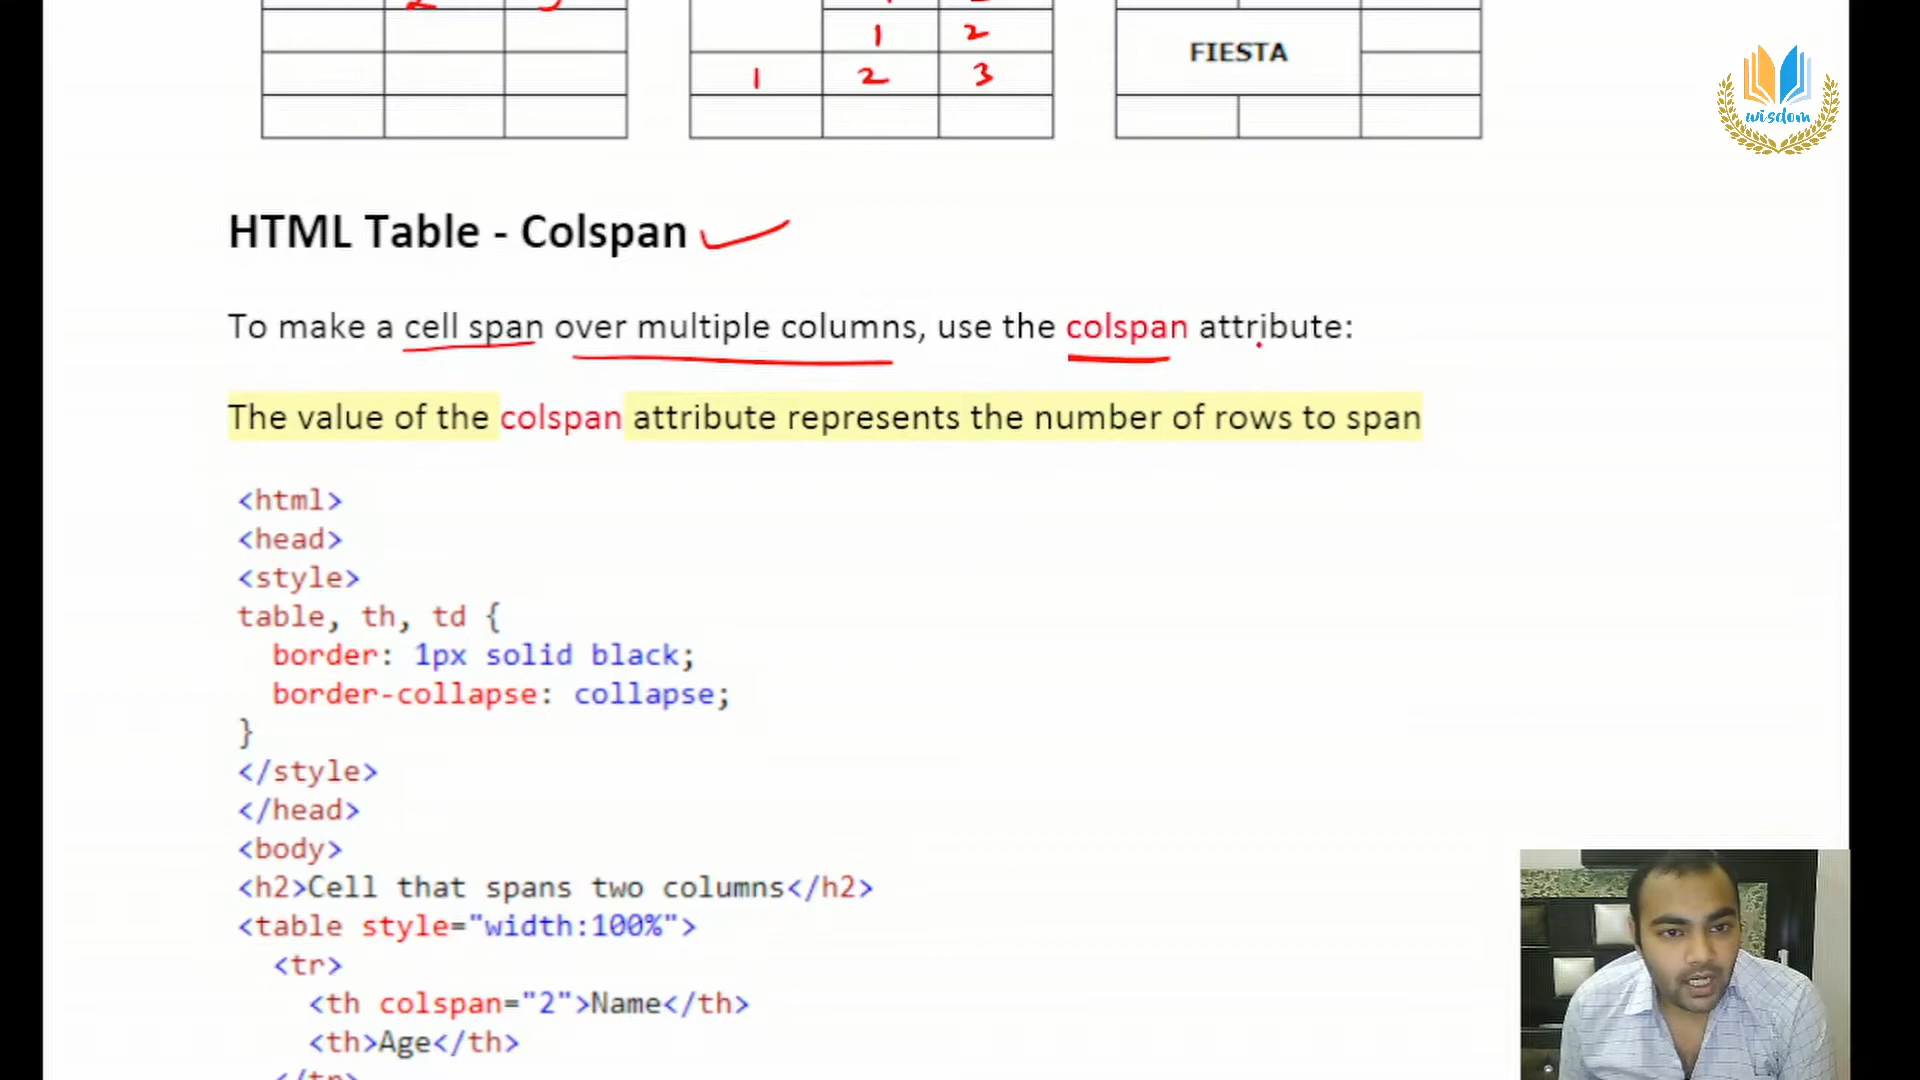 1 2
FIESTA
1 2 3
wisdom
HTML Table - Colspan
To make a cell span over multiple columns, use the colspan attribute:
The value of the colspan attribute represents the number of rows to span
<html>
<head>
<style>
table, th, td {
border: 1px solid black;
border-collapse: collapse;
}
</style>
</head>
<body>
<h2>Cell that spans two columns</h2>
<table style="width:100%">
<tr>
<th colspan="2">Name</th>
<th>Age</th>